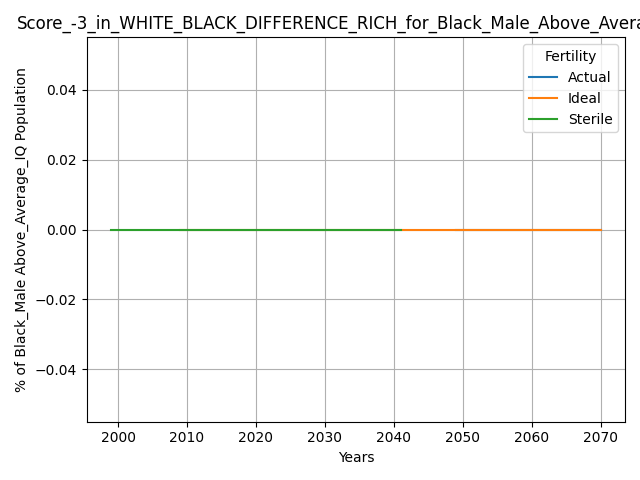 Score_-3_in_WHITE_BLACK_DIFFERENCE_RICH_for_Black_Male_Above_Avera
Fertility
Actual
Ideal
Sterile
% of Black_Male Above_Average_IQ Population
0.04
0.02
0.00
−0.02
−0.04
2000 2010 2020 2030 2040 2050 2060 2070
Years